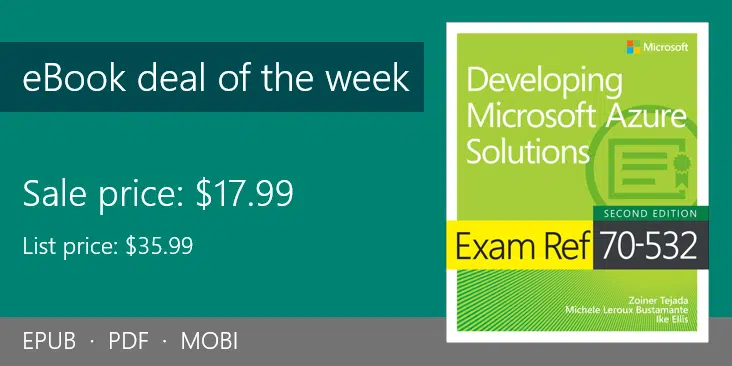 eBook deal of the week
Sale price: $17.99
List price: $35.99
EPUB · PDF · MOBI
Microsoft
Developing
Microsoft Azure
Solutions
SECOND EDITION
Exam Ref 70-532
Zoiner Tejada
Michele Leroux Bustamante
Ike Ellis